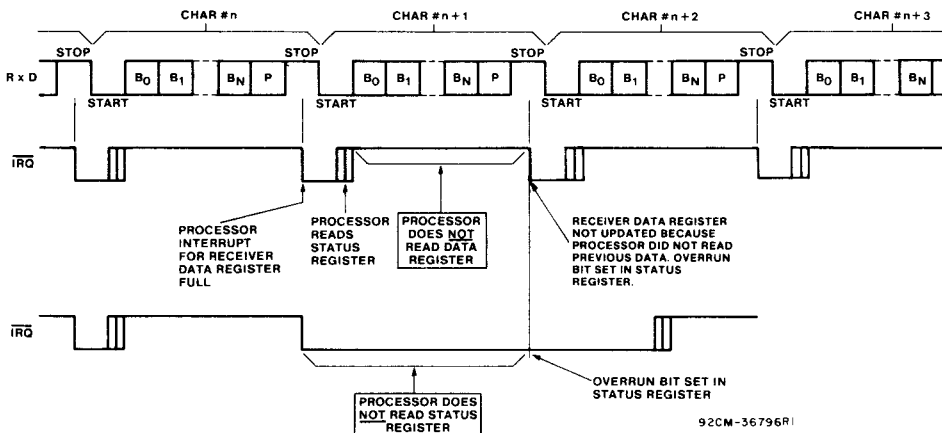 CHAR #n CHAR #n+1 CHAR #n+2 CHAR #n+3
STOP STOP STOP STOP
R x D B0 B1 BN P B0 B1 BN P B0 B1 BN P B0 B1 BN
START START START START
IRQ
PROCESSOR
INTERRUPT
FOR RECEIVER
DATA REGISTER
FULL
PROCESSOR
READS
STATUS
REGISTER
PROCESSOR
DOES NOT
READ DATA
REGISTER
RECEIVER DATA REGISTER
NOT UPDATED BECAUSE
PROCESSOR DID NOT READ
PREVIOUS DATA. OVERRUN
BIT SET IN STATUS
REGISTER.
IRQ
OVERRUN BIT SET IN
STATUS REGISTER
PROCESSOR DOES
NOT READ STATUS
REGISTER
92CM-36796RI